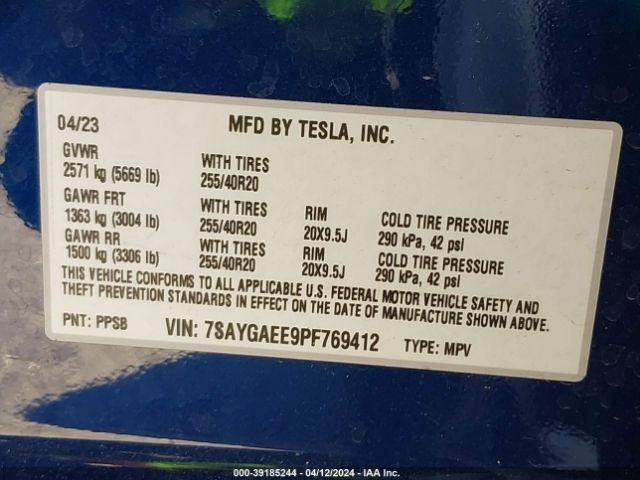 04/23 MFD BY TESLA, INC.
GVWR
2571 kg (5669 lb) WITH TIRES 255/40R20
GAWR FRT
1363 kg (3004 lb) WITH TIRES 255/40R20 RIM 20X9.5J COLD TIRE PRESSURE 290 kPa, 42 psi
GAWR RR
1500 kg (3306 lb) WITH TIRES 255/40R20 RIM 20X9.5J COLD TIRE PRESSURE 290 kPa, 42 psi
THIS VEHICLE CONFORMS TO ALL APPLICABLE U.S. FEDERAL MOTOR VEHICLE SAFETY AND
THEFT PREVENTION STANDARDS IN EFFECT ON THE DATE OF MANUFACTURE SHOWN ABOVE.
PNT: PPSB VIN: 7SAYGAEE9PF769412 TYPE: MPV
000-39185244 - 04/12/2024 - IAA Inc.